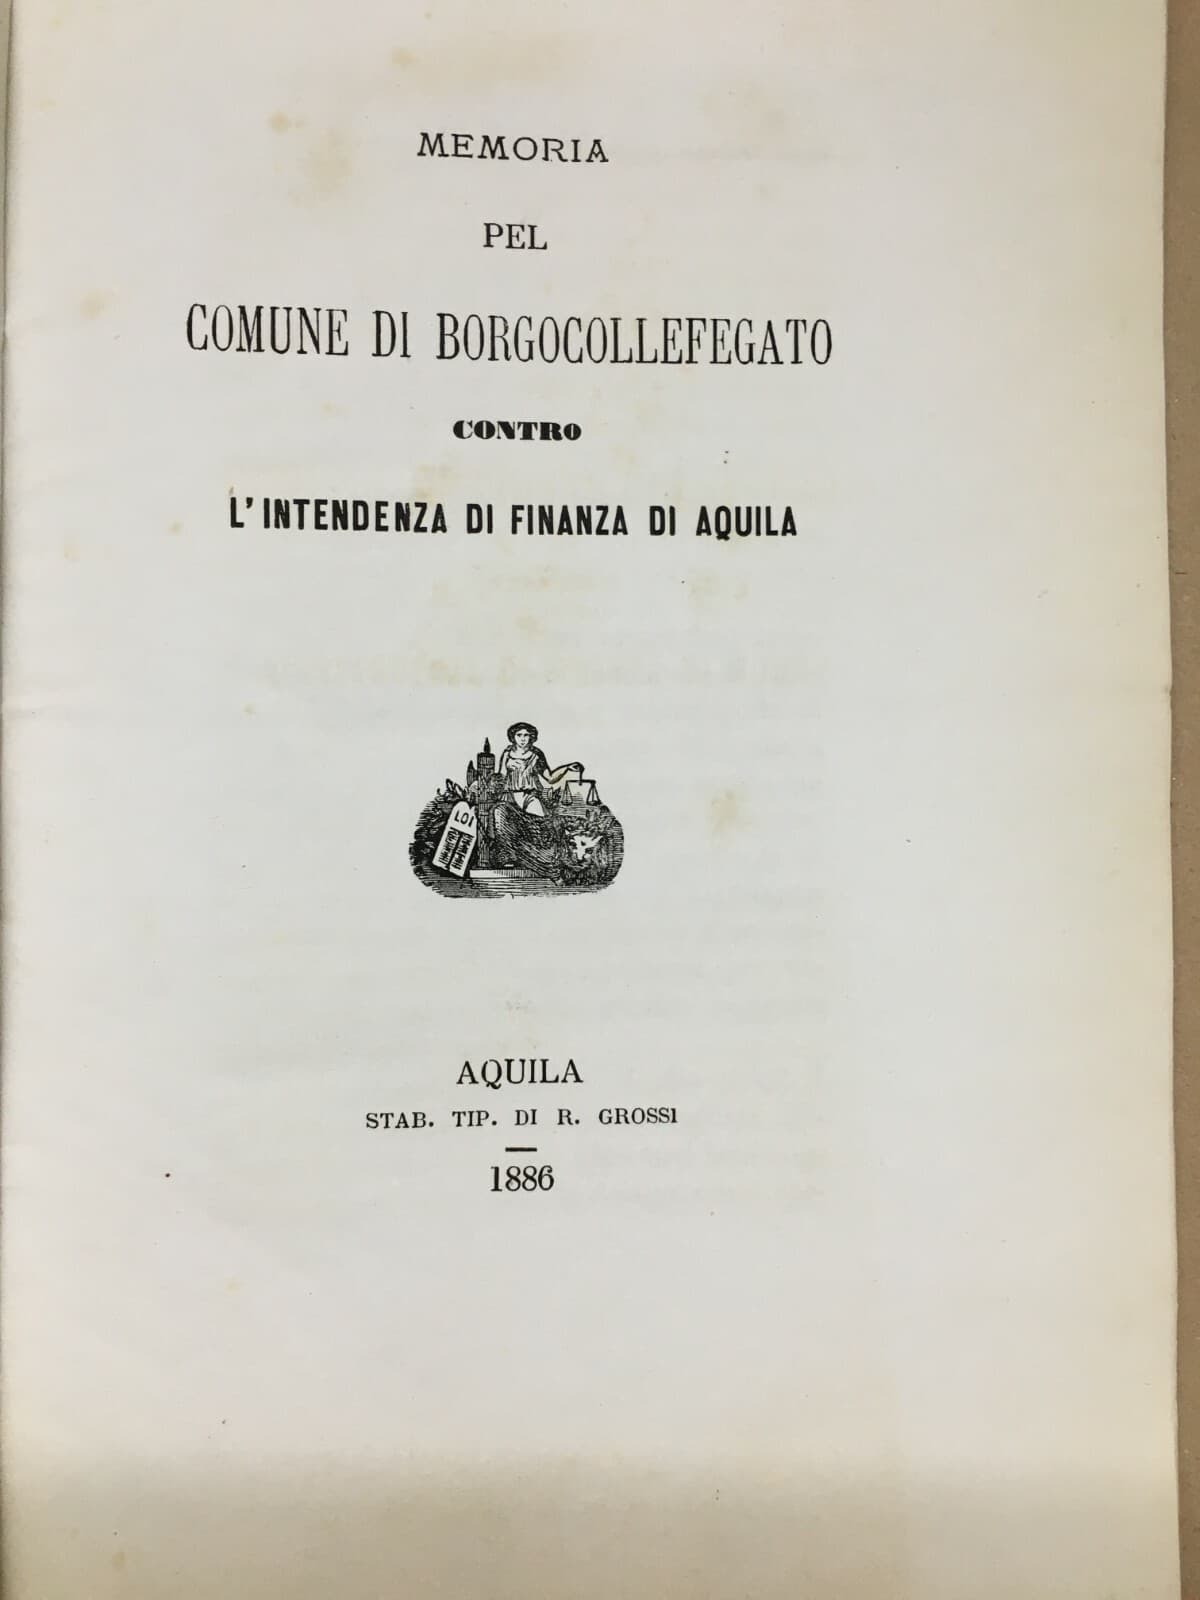 MEMORIA
PEL
COMUNE DI BORGOCOLLEFEGATO
CONTRO
L'INTENDENZA DI FINANZA DI AQUILA
LOI
AQUILA
STAB. TIP. DI R. GROSSI
1886